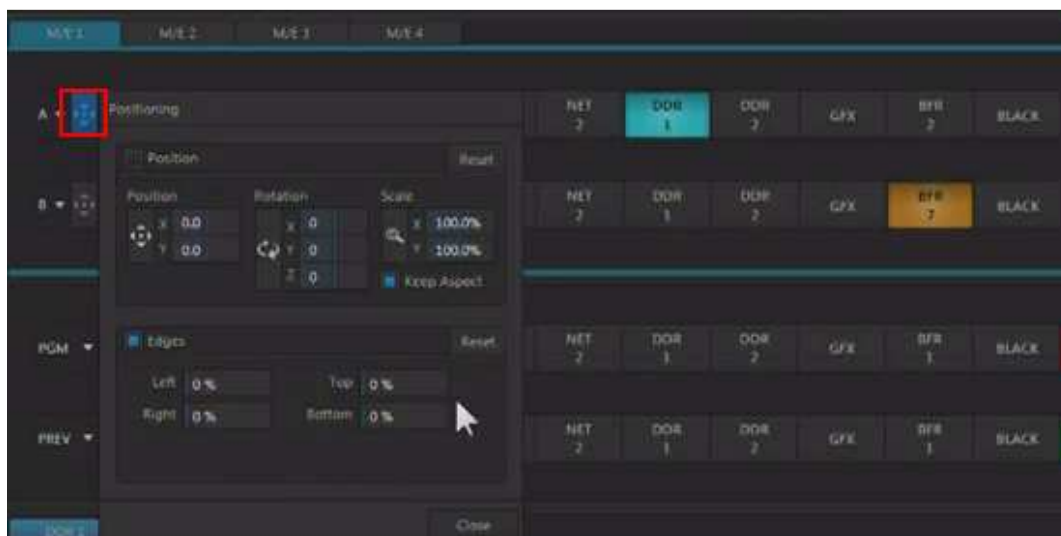 M/E 1 M/E 2 M/E 3 M/E 4
A Positioning NET 2 DDR 1 DDR 2 GFX BFR 2 BLACK
Position Reset
B Position Rotation Scale NET 2 DDR 1 DDR 2 GFX BFR 2 BLACK
X 0.0 X 0 X 100.0%
Y 0.0 Y 0 Y 100.0%
Z 0 Keep Aspect
PGM Edges Reset NET 2 DDR 1 DDR 2 GFX BFR 1 BLACK
Left 0 % Top 0 %
Right 0 % Bottom 0 %
PREV NET 2 DDR 1 DDR 2 GFX BFR 1 BLACK
DDR 1 Close